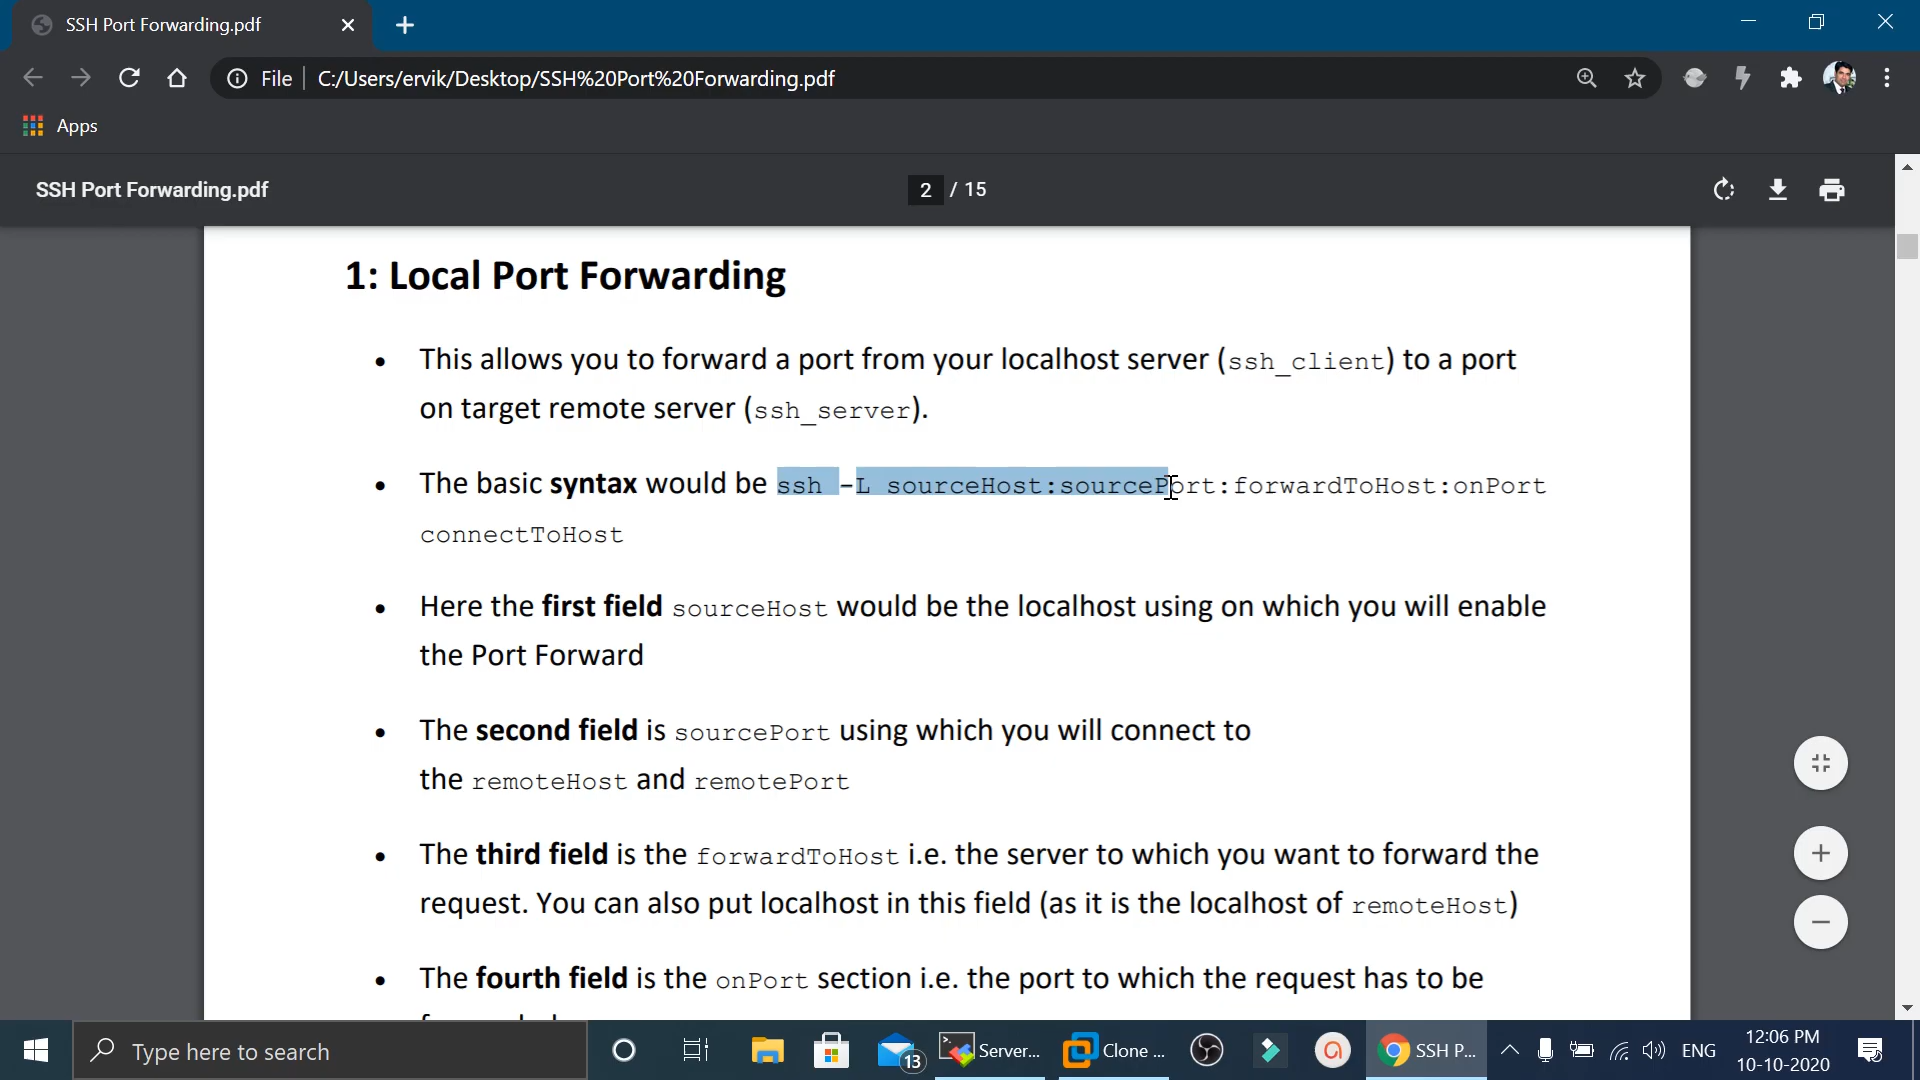 SSH Port Forwarding.pdf
File C:/Users/ervik/Desktop/SSH%20Port%20Forwarding.pdf
Apps
SSH Port Forwarding.pdf 2 / 15
1: Local Port Forwarding
• This allows you to forward a port from your localhost server (ssh_client) to a port
on target remote server (ssh_server).
• The basic syntax would be ssh -L sourceHost:sourcePort:forwardToHost:onPort
connectToHost
• Here the first field sourceHost would be the localhost using on which you will enable
the Port Forward
• The second field is sourcePort using which you will connect to
the remoteHost and remotePort
• The third field is the forwardToHost i.e. the server to which you want to forward the
request. You can also put localhost in this field (as it is the localhost of remoteHost)
• The fourth field is the onPort section i.e. the port to which the request has to be
Type here to search 13 Server... Clone ... SSH P... ENG 12:06 PM
10-10-2020